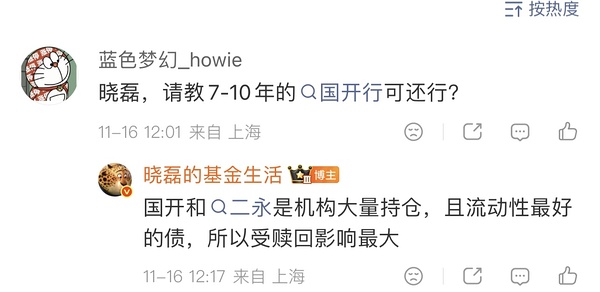 按热度
蓝色梦幻_howie
晓磊，请教7-10年的国开行可还行？
11-16 12:01 来自 上海
晓磊的基金生活 III 博主
国开和二永是机构大量持仓，且流动性最好
的债，所以受赎回影响最大
11-16 12:17 来自 上海